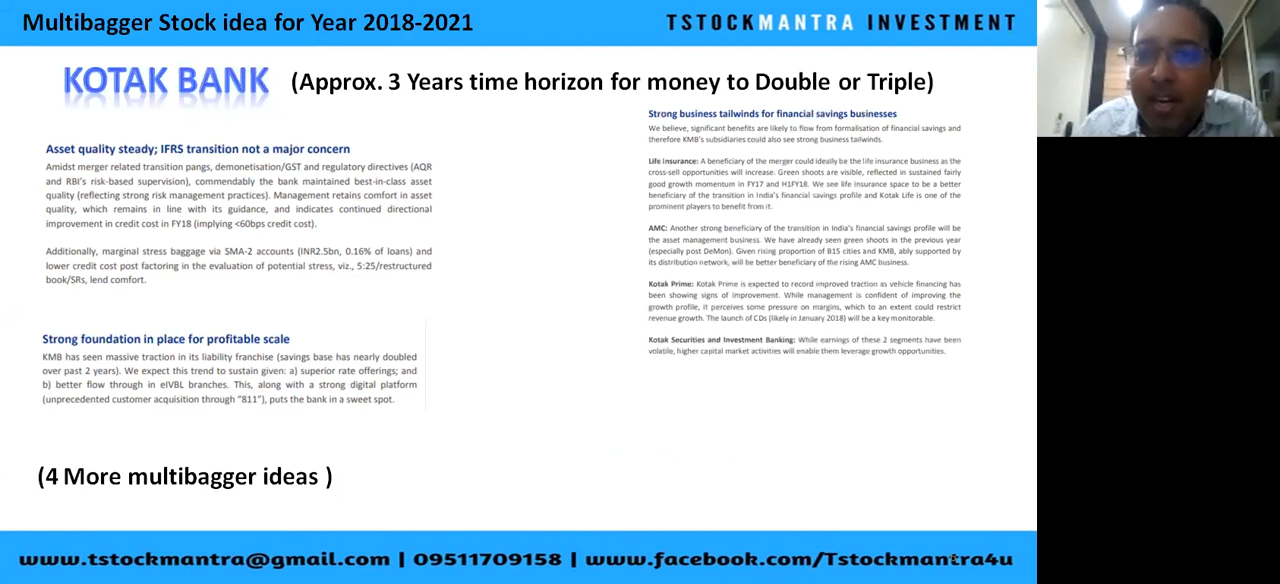 Multibagger Stock idea for Year 2018-2021
TSTOCKMANTRA INVESTMENT
KOTAK BANK
(Approx. 3 Years time horizon for money to Double or Triple)
Asset quality steady; IFRS transition not a major concern
Amidst merger related transition pangs, demonetisation/GST and regulatory directives (AQR
and RBI's risk-based supervision), commendably the bank maintained best-in-class asset
quality (reflecting strong risk management practices). Management retains comfort in asset
quality, which remains in line with its guidance, and indicates continued directional
improvement in credit cost in FY18 (implying <60bps credit cost).
Additionally, marginal stress baggage via SMA-2 accounts (INR2.5bn, 0.16% of loans) and
lower credit cost post factoring in the evaluation of potential stress, viz., 5:25/restructured
book/SRs, lend comfort.
Strong foundation in place for profitable scale
KMB has seen massive traction in its liability franchise (savings base has nearly doubled
over past 2 years). We expect this trend to sustain given: a) superior rate offerings; and
b) better flow through in eIVBL branches. This, along with a strong digital platform
(unprecedented customer acquisition through "811"), puts the bank in a sweet spot.
Strong business tailwinds for financial savings businesses
We believe, significant benefits are likely to flow from formalisation of financial savings and
therefore KMB's subsidiaries could also see strong business tailwinds.
Life insurance: A beneficiary of the merger could ideally be the life insurance business as the
cross-sell opportunities will increase. Green shoots are visible, reflected in sustained fairly
good growth momentum in FY17 and H1FY18. We see life insurance space to be a better
beneficiary of the transition in India's financial savings profile and Kotak Life is one of the
prominent players to benefit from it.
AMC: Another strong beneficiary of the transition in India's financial savings profile will be
the asset management business. We have already seen green shoots in the previous year
(especially post DeMon). Given rising proportion of B15 cities and KMB, ably supported by
its distribution network, will be better beneficiary of the rising AMC business.
Kotak Prime: Kotak Prime is expected to record improved traction as vehicle financing has
been showing signs of improvement. While management is confident of improving the
growth profile, it perceives some pressure on margins, which to an extent could restrict
revenue growth. The launch of CDs (likely in January 2018) will be a key monitorable.
Kotak Securities and Investment Banking: While earnings of these 2 segments have been
volatile, higher capital market activities will enable them leverage growth opportunities.
(4 More multibagger ideas )
www.tstockmantra@gmail.com | 09511709158 | www.facebook.com/Tstockmantra4u